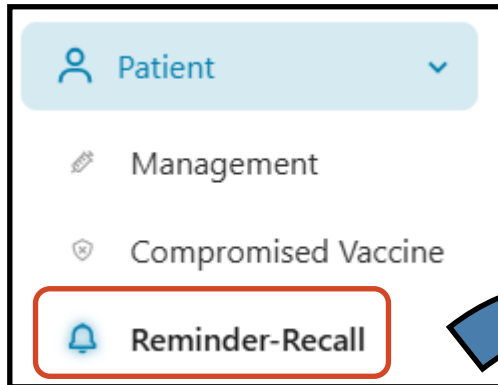 Patient
Management
Compromised Vaccine
Reminder-Recall